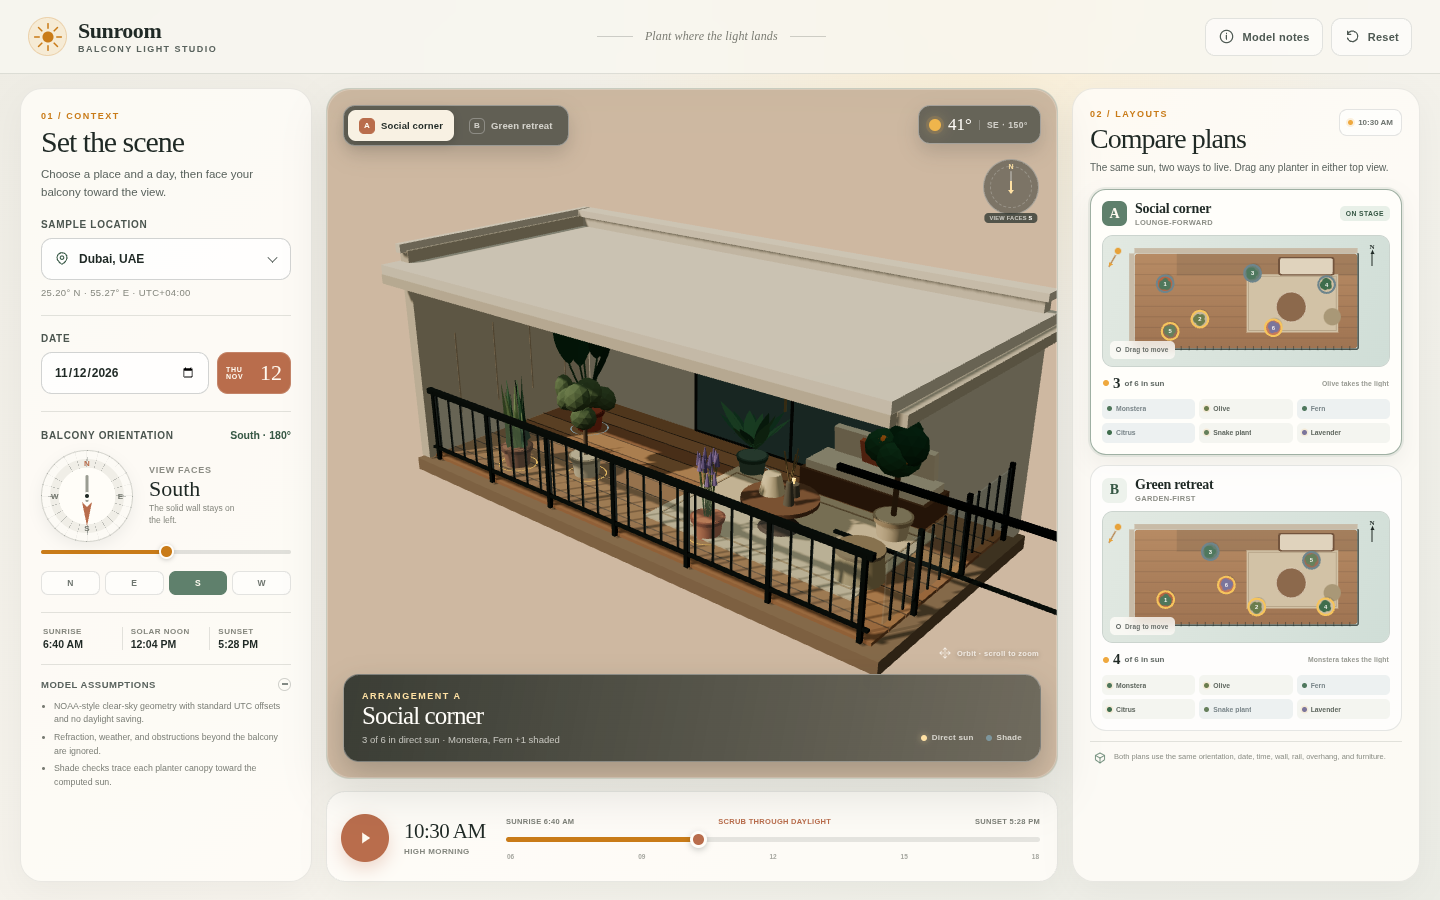 Sunroom
BALCONY LIGHT STUDIO
Plant where the light lands
Model notes
Reset
01 / CONTEXT
Set the scene
Choose a place and a day, then face your
balcony toward the view.
SAMPLE LOCATION
Dubai, UAE
25.20° N · 55.27° E · UTC+04:00
DATE
11/12/2026
THU
NOV
12
BALCONY ORIENTATION
South · 180°
N
W
E
S
VIEW FACES
South
The solid wall stays on
the left.
N
E
S
W
SUNRISE
6:40 AM
SOLAR NOON
12:04 PM
SUNSET
5:28 PM
MODEL ASSUMPTIONS
NOAA-style clear-sky geometry with standard UTC offsets
and no daylight saving.
Refraction, weather, and obstructions beyond the balcony
are ignored.
Shade checks trace each planter canopy toward the
computed sun.
A Social corner
B Green retreat
41° SE · 150°
N
VIEW FACES S
Orbit · scroll to zoom
ARRANGEMENT A
Social corner
3 of 6 in direct sun · Monstera, Fern +1 shaded
Direct sun
Shade
10:30 AM
HIGH MORNING
SUNRISE 6:40 AM
SCRUB THROUGH DAYLIGHT
SUNSET 5:28 PM
06
09
12
15
18
02 / LAYOUTS
Compare plans
10:30 AM
The same sun, two ways to live. Drag any planter in either top view.
A
Social corner
LOUNGE-FORWARD
ON STAGE
N
1
3
4
2
5
6
Drag to move
3 of 6 in sun
Olive takes the light
Monstera
Olive
Fern
Citrus
Snake plant
Lavender
B
Green retreat
GARDEN-FIRST
N
3
5
6
1
2
4
Drag to move
4 of 6 in sun
Monstera takes the light
Monstera
Olive
Fern
Citrus
Snake plant
Lavender
Both plans use the same orientation, date, time, wall, rail, overhang, and furniture.